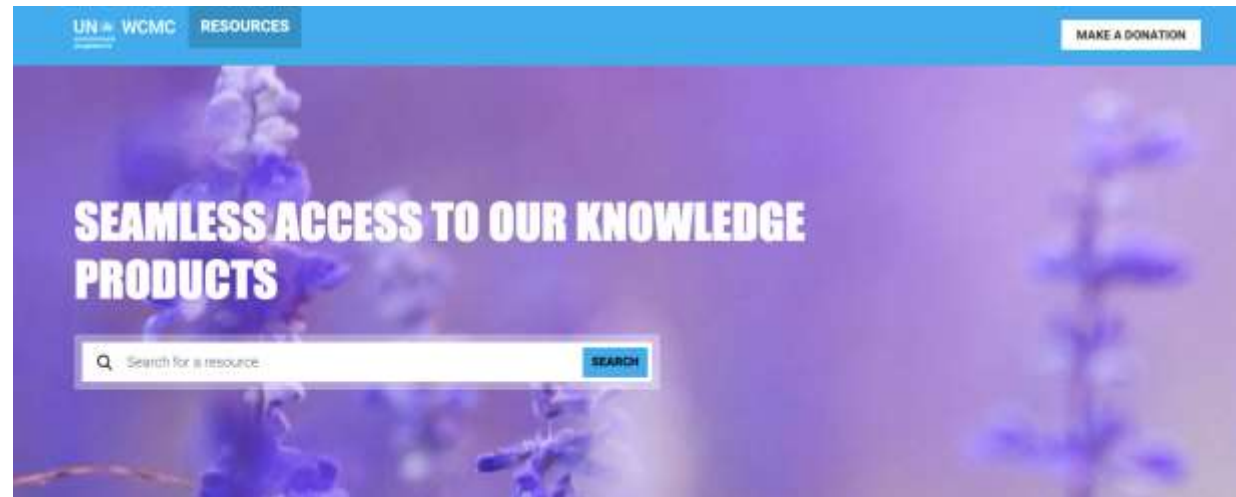 UN WCMC RESOURCES MAKE A DONATION
SEAMLESS ACCESS TO OUR KNOWLEDGE
PRODUCTS
Search for a resource SEARCH